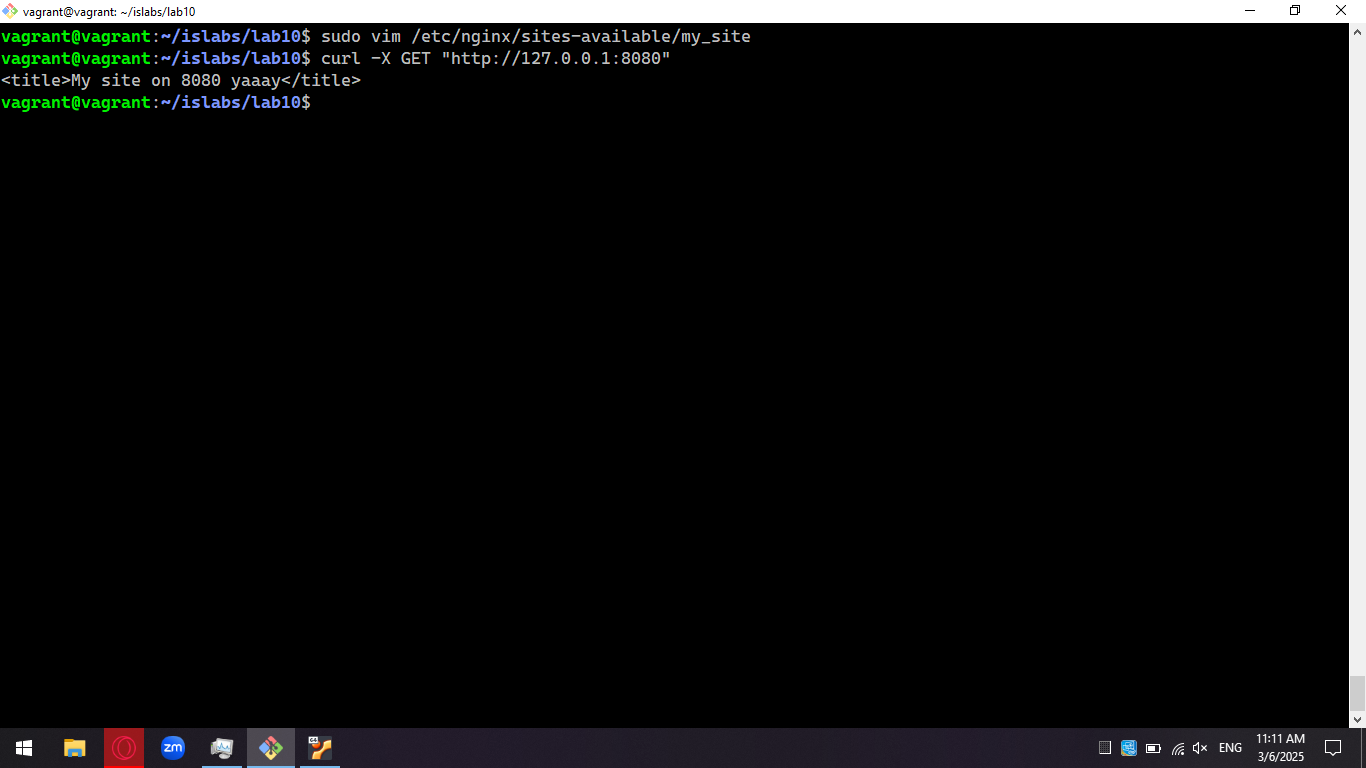 vagrant@vagrant: ~/islabs/lab10
vagrant@vagrant:~/islabs/lab10$ sudo vim /etc/nginx/sites-available/my_site
vagrant@vagrant:~/islabs/lab10$ curl -X GET "http://127.0.0.1:8080"
<title>My site on 8080 yaaay</title>
vagrant@vagrant:~/islabs/lab10$
zm
64
ENG
11:11 AM
3/6/2025